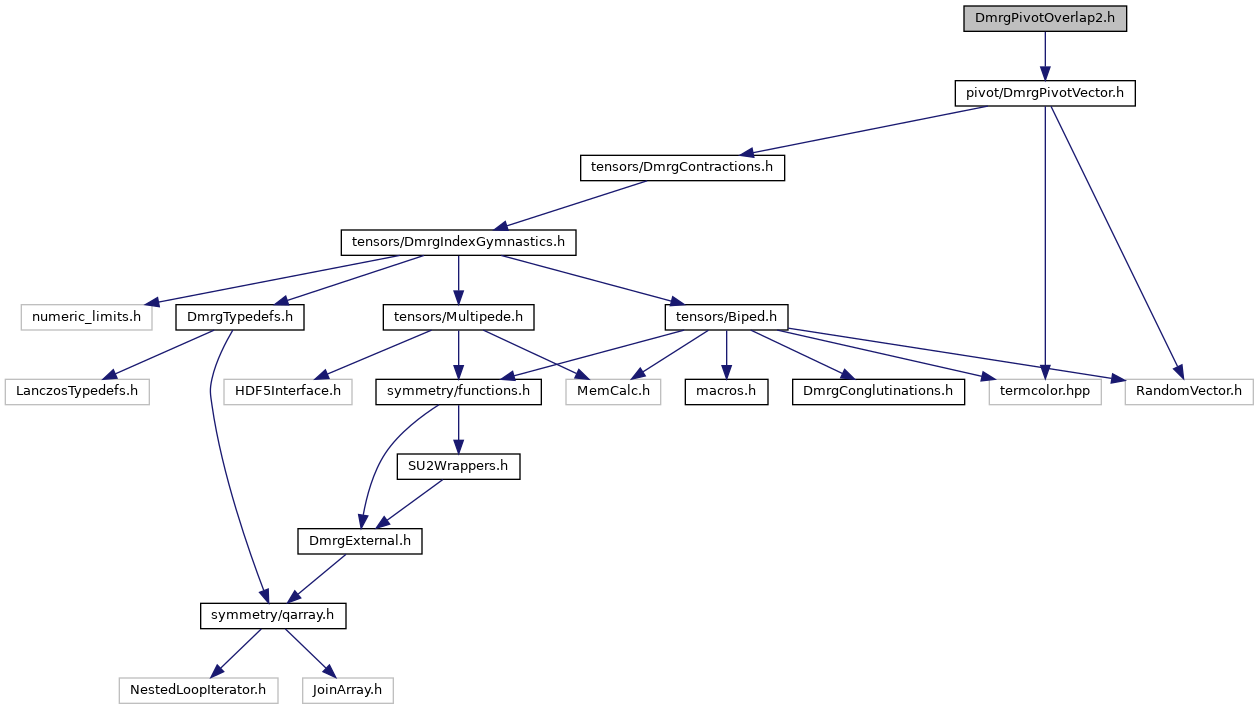 DmrgPivotOverlap2.h
pivot/DmrgPivotVector.h
tensors/DmrgContractions.h
tensors/DmrgIndexGymnastics.h
numeric_limits.h
DmrgTypedefs.h
tensors/Multipede.h
tensors/Biped.h
LanczosTypedefs.h
HDF5Interface.h
symmetry/functions.h
MemCalc.h
macros.h
DmrgConglutinations.h
termcolor.hpp
RandomVector.h
SU2Wrappers.h
DmrgExternal.h
symmetry/qarray.h
NestedLoopIterator.h
JoinArray.h